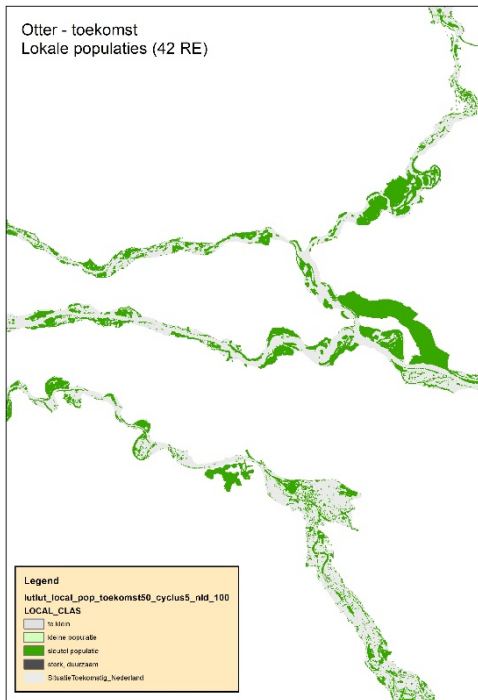 Otter - toekomst
Lokale populaties (42 RE)
Legend
lutlut_local_pop_toekomst50_cyclus5_nld_100
LOCAL_CLAS
te klein
kleine populatie
sleutel populatie
sterk, duurzaam
SituatieToekomstig_Nederland